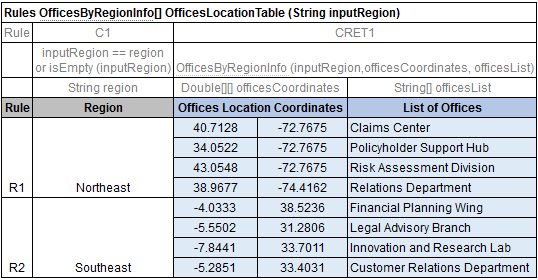 Rules OfficesByRegionInfo[] OfficesLocationTable (String inputRegion)
Rule C1 CRET1
inputRegion == region
or isEmpty (inputRegion) OfficesByRegionInfo (inputRegion,officesCoordinates, officesList)
String region Double[][] officesCoordinates String[] officesList
Rule Region Offices Location Coordinates List of Offices
40.7128 -72.7675 Claims Center
34.0522 -72.7675 Policyholder Support Hub
43.0548 -72.7675 Risk Assessment Division
R1 Northeast 38.9677 -74.4162 Relations Department
-4.0333 38.5236 Financial Planning Wing
-5.5502 31.2806 Legal Advisory Branch
-7.8441 33.7011 Innovation and Research Lab
R2 Southeast -5.2851 33.4031 Customer Relations Department